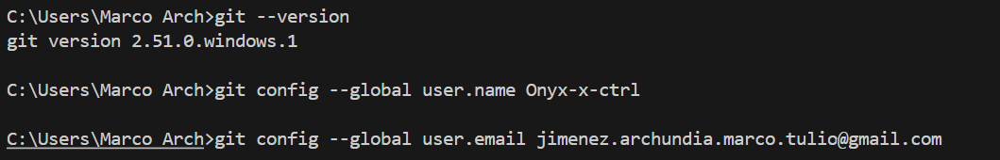 C:\Users\Marco Arch>git --version
git version 2.51.0.windows.1
C:\Users\Marco Arch>git config --global user.name Onyx-x-ctrl
C:\Users\Marco Arch>git config --global user.email jimenez.archundia.marco.tulio@gmail.com